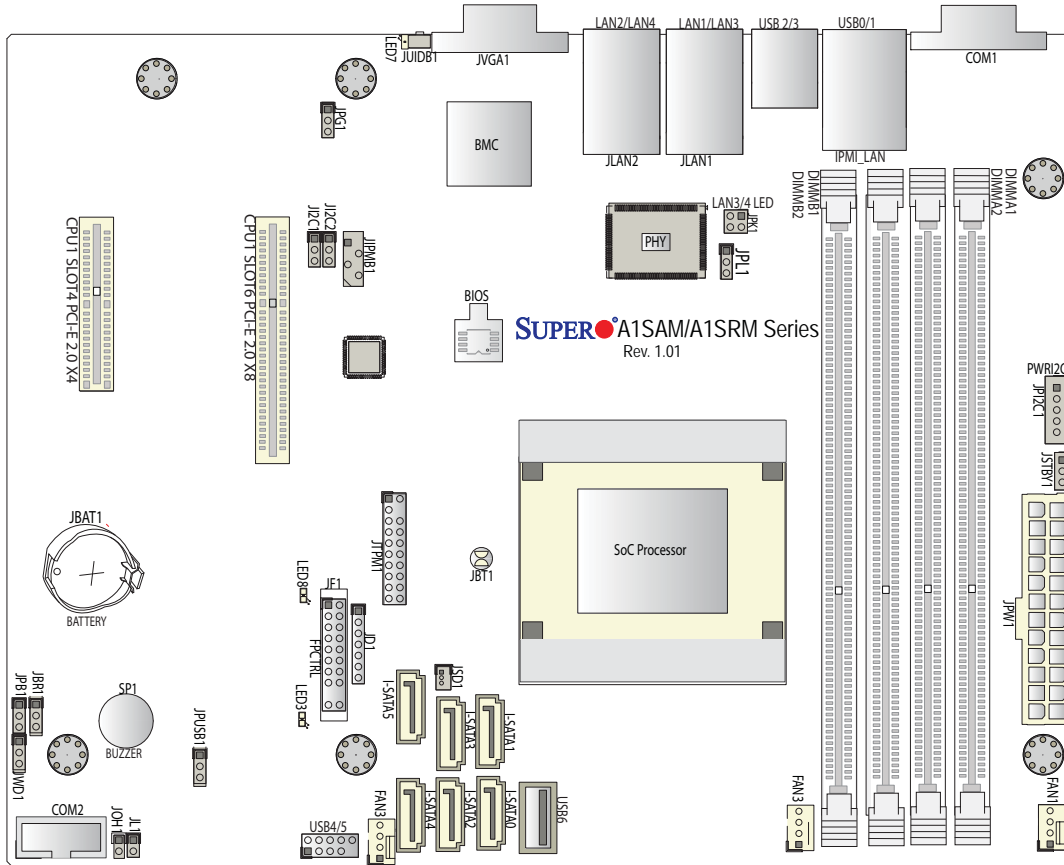 LAN2/LAN4
LAN1/LAN3
USB 2/3
USB0/1
LED7
JUIDB1
JVGA1
COM1
JPG1
BMC
JLAN2
JLAN1
IPMI_LAN
DIMMB2
DIMMB1
DIMMA2
DIMMA1
CPU1 SLOT4 PCI-E 2.0 X4
CPU1 SLOT6 PCI-E 2.0 X8
JI2C1
JI2C2
JIPMB1
LAN3/4 LED
JPK1
PHY
JPL1
BIOS
SUPER A1SAM/A1SRM Series
Rev. 1.01
PWRI2C
JPI2C1
JSTBY1
JBAT1
BATTERY
JTPM1
JBT1
SoC Processor
LED8
JF1
FPCTRL
JD1
JPW1
JSD1
I-SATA5
I-SATA3
I-SATA1
JPB1
JBR1
SP1
BUZZER
LED3
JPUSB1
JWD1
COM2
JOH1
JL1
USB4/5
FAN3
I-SATA4
I-SATA2
I-SATA0
USB6
FAN3
FAN1